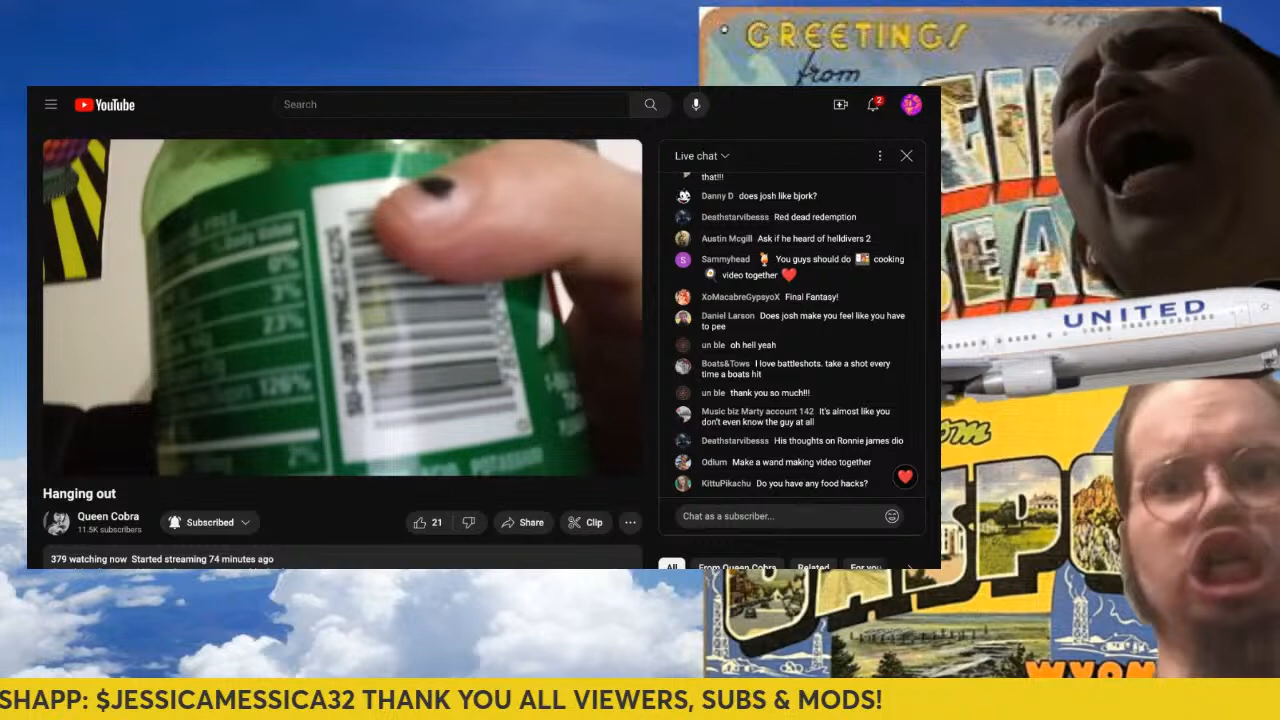 GREETINGS
from
YouTube
Search
2
Live chat
that!!!
Danny D does josh like bjork?
Deathstarvibesss Red dead redemption
Austin Mcgill Ask if he heard of helldivers 2
S Sammyhead You guys should do cooking
video together
XoMacabreGypsyoX Final Fantasy!
Daniel Larson Does josh make you feel like you have
to pee
un ble oh hell yeah
Boats&Tows I love battleshots. take a shot every
time a boats hit
un ble thank you so much!!!
Music biz Marty account 142 It's almost like you
don't even know the guy at all
Deathstarvibesss His thoughts on Ronnie james dio
Odium Make a wand making video together
KittuPikachu Do you have any food hacks?
Chat as a subscriber...
0%
3%
23%
2%
Hanging out
Queen Cobra
11.5K subscribers
Subscribed
21
Share
Clip
379 watching now Started streaming 74 minutes ago
All From Queen Cobra Related For you
UNITED
SHAPP: $JESSICAMESSICA32 THANK YOU ALL VIEWERS, SUBS & MODS!